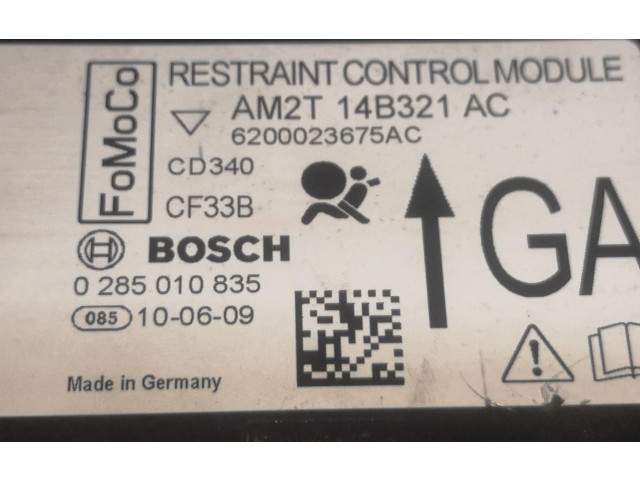 FoMoCo
RESTRAINT CONTROL MODULE
AM2T 14B321 AC
6200023675AC
CD340
CF33B
GA
BOSCH
0 285 010 835
085 10-06-09
Made in Germany